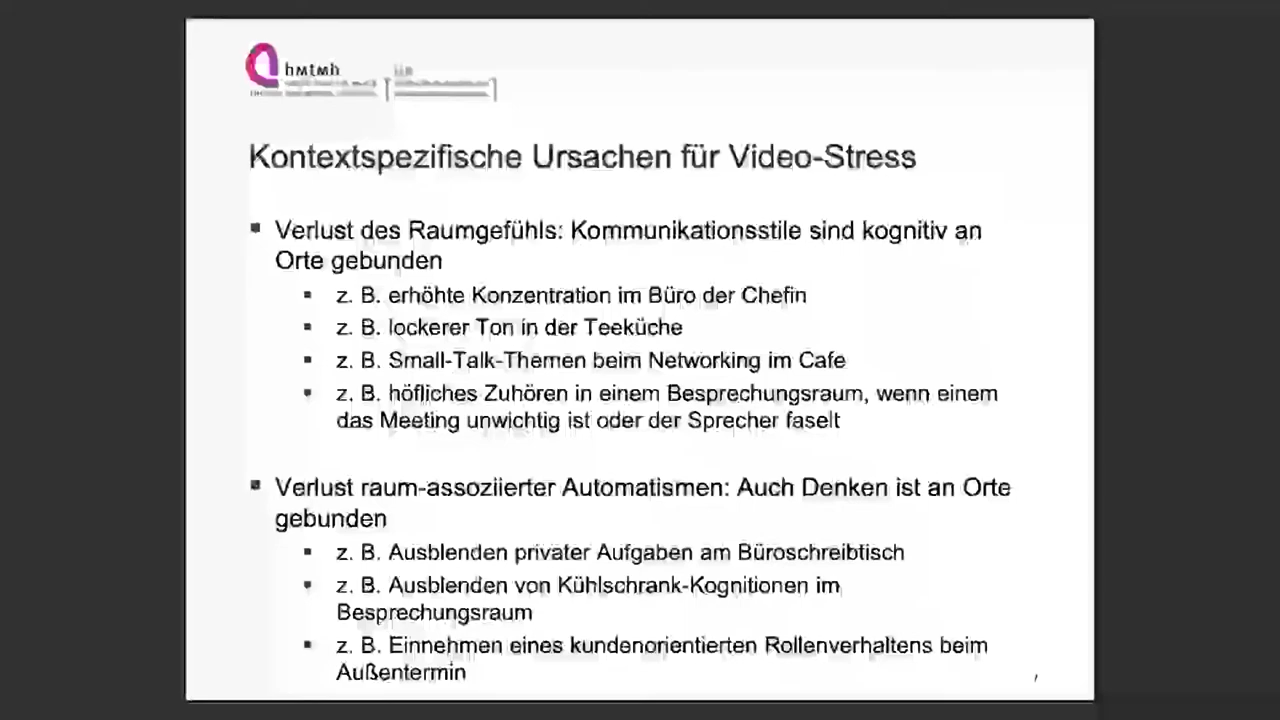 hmtmh
Kontextspezifische Ursachen für Video-Stress
▪ Verlust des Raumgefühls: Kommunikationsstile sind kognitiv an
Orte gebunden
▪ z. B. erhöhte Konzentration im Büro der Chefin
▪ z. B. lockerer Ton in der Teeküche
▪ z. B. Small-Talk-Themen beim Networking im Cafe
▪ z. B. höfliches Zuhören in einem Besprechungsraum, wenn einem
das Meeting unwichtig ist oder der Sprecher faselt
▪ Verlust raum-assoziierter Automatismen: Auch Denken ist an Orte
gebunden
▪ z. B. Ausblenden privater Aufgaben am Büroschreibtisch
▪ z. B. Ausblenden von Kühlschrank-Kognitionen im
Besprechungsraum
▪ z. B. Einnehmen eines kundenorientierten Rollenverhaltens beim
Außentermin